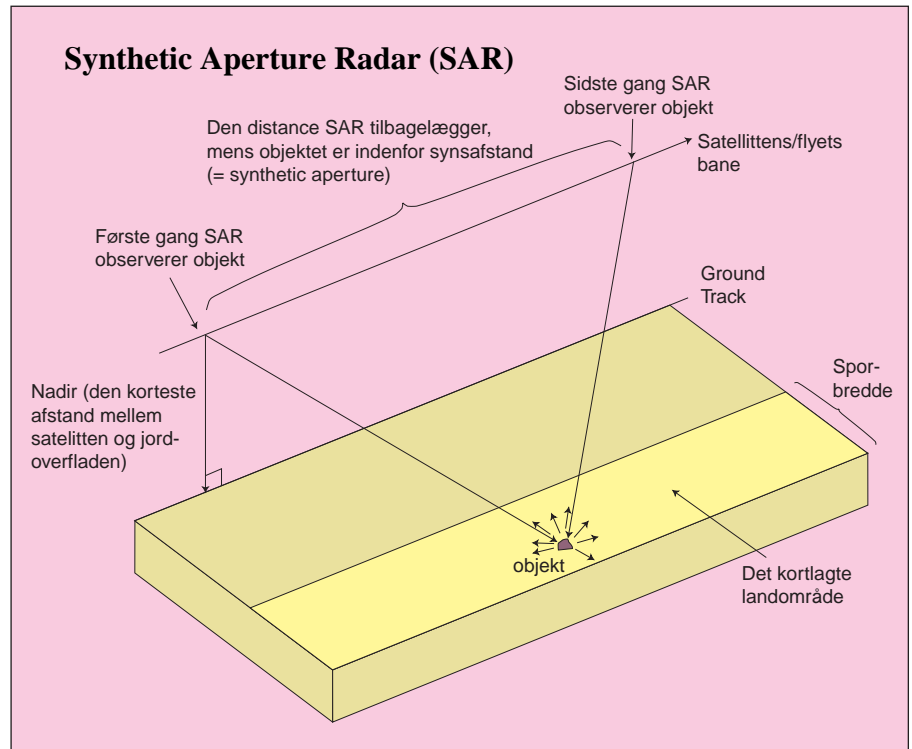 Synthetic Aperture Radar (SAR)
Sidste gang SAR
observerer objekt
Den distance SAR tilbagelægger,
mens objektet er indenfor synsafstand
(= synthetic aperture)
Satellittens/flyets
bane
Første gang SAR
observerer objekt
Ground
Track
Nadir (den korteste
afstand mellem
satelitten og jord-
overfladen)
Spor-
bredde
objekt
Det kortlagte
landområde